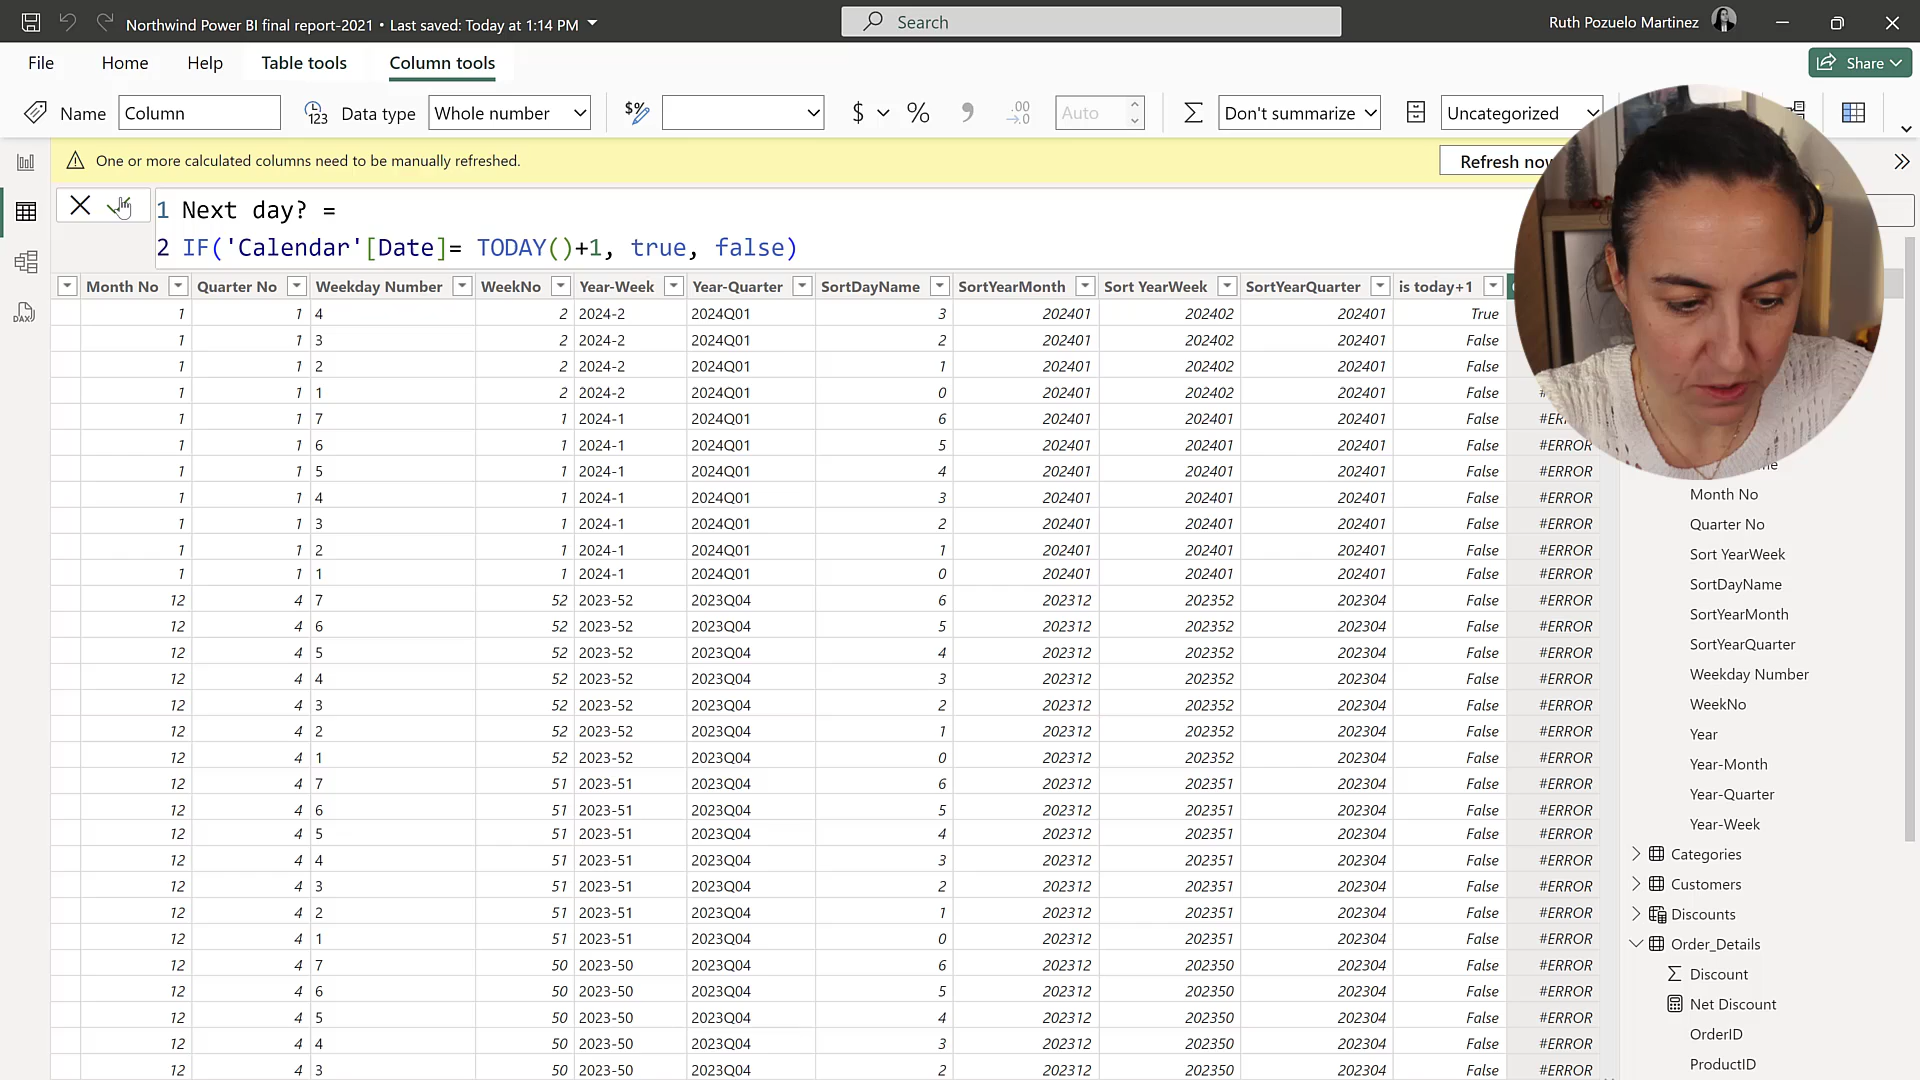 Northwind Power BI final report-2021 • Last saved: Today at 1:14 PM
Search
Ruth Pozuelo Martinez
File Home Help Table tools Column tools
Share
Name Column
Data type Whole number
$ % Auto
Don't summarize
Uncategorized
One or more calculated columns need to be manually refreshed.
Refresh now
1 Next day? =
2 IF('Calendar'[Date]= TODAY()+1, true, false)
Month No Quarter No Weekday Number WeekNo Year-Week Year-Quarter SortDayName SortYearMonth Sort YearWeek SortYearQuarter is today+1
1 1 4 2 2024-2 2024Q01 3 202401 202402 202401 True
1 1 3 2 2024-2 2024Q01 2 202401 202402 202401 False
1 1 2 2 2024-2 2024Q01 1 202401 202402 202401 False
1 1 1 2 2024-2 2024Q01 0 202401 202402 202401 False
1 1 7 1 2024-1 2024Q01 6 202401 202401 202401 False
1 1 6 1 2024-1 2024Q01 5 202401 202401 202401 False #ERROR
1 1 5 1 2024-1 2024Q01 4 202401 202401 202401 False #ERROR
1 1 4 1 2024-1 2024Q01 3 202401 202401 202401 False #ERROR
1 1 3 1 2024-1 2024Q01 2 202401 202401 202401 False #ERROR
1 1 2 1 2024-1 2024Q01 1 202401 202401 202401 False #ERROR
1 1 1 1 2024-1 2024Q01 0 202401 202401 202401 False #ERROR
12 4 7 52 2023-52 2023Q04 6 202312 202352 202304 False #ERROR
12 4 6 52 2023-52 2023Q04 5 202312 202352 202304 False #ERROR
12 4 5 52 2023-52 2023Q04 4 202312 202352 202304 False #ERROR
12 4 4 52 2023-52 2023Q04 3 202312 202352 202304 False #ERROR
12 4 3 52 2023-52 2023Q04 2 202312 202352 202304 False #ERROR
12 4 2 52 2023-52 2023Q04 1 202312 202352 202304 False #ERROR
12 4 1 52 2023-52 2023Q04 0 202312 202352 202304 False #ERROR
12 4 7 51 2023-51 2023Q04 6 202312 202351 202304 False #ERROR
12 4 6 51 2023-51 2023Q04 5 202312 202351 202304 False #ERROR
12 4 5 51 2023-51 2023Q04 4 202312 202351 202304 False #ERROR
12 4 4 51 2023-51 2023Q04 3 202312 202351 202304 False #ERROR
12 4 3 51 2023-51 2023Q04 2 202312 202351 202304 False #ERROR
12 4 2 51 2023-51 2023Q04 1 202312 202351 202304 False #ERROR
12 4 1 51 2023-51 2023Q04 0 202312 202351 202304 False #ERROR
12 4 7 50 2023-50 2023Q04 6 202312 202350 202304 False #ERROR
12 4 6 50 2023-50 2023Q04 5 202312 202350 202304 False #ERROR
12 4 5 50 2023-50 2023Q04 4 202312 202350 202304 False #ERROR
12 4 4 50 2023-50 2023Q04 3 202312 202350 202304 False #ERROR
12 4 3 50 2023-50 2023Q04 2 202312 202350 202304 False #ERROR
Month No
Quarter No
Sort YearWeek
SortDayName
SortYearMonth
SortYearQuarter
Weekday Number
WeekNo
Year
Year-Month
Year-Quarter
Year-Week
Categories
Customers
Discounts
Order_Details
Discount
Net Discount
OrderID
ProductID